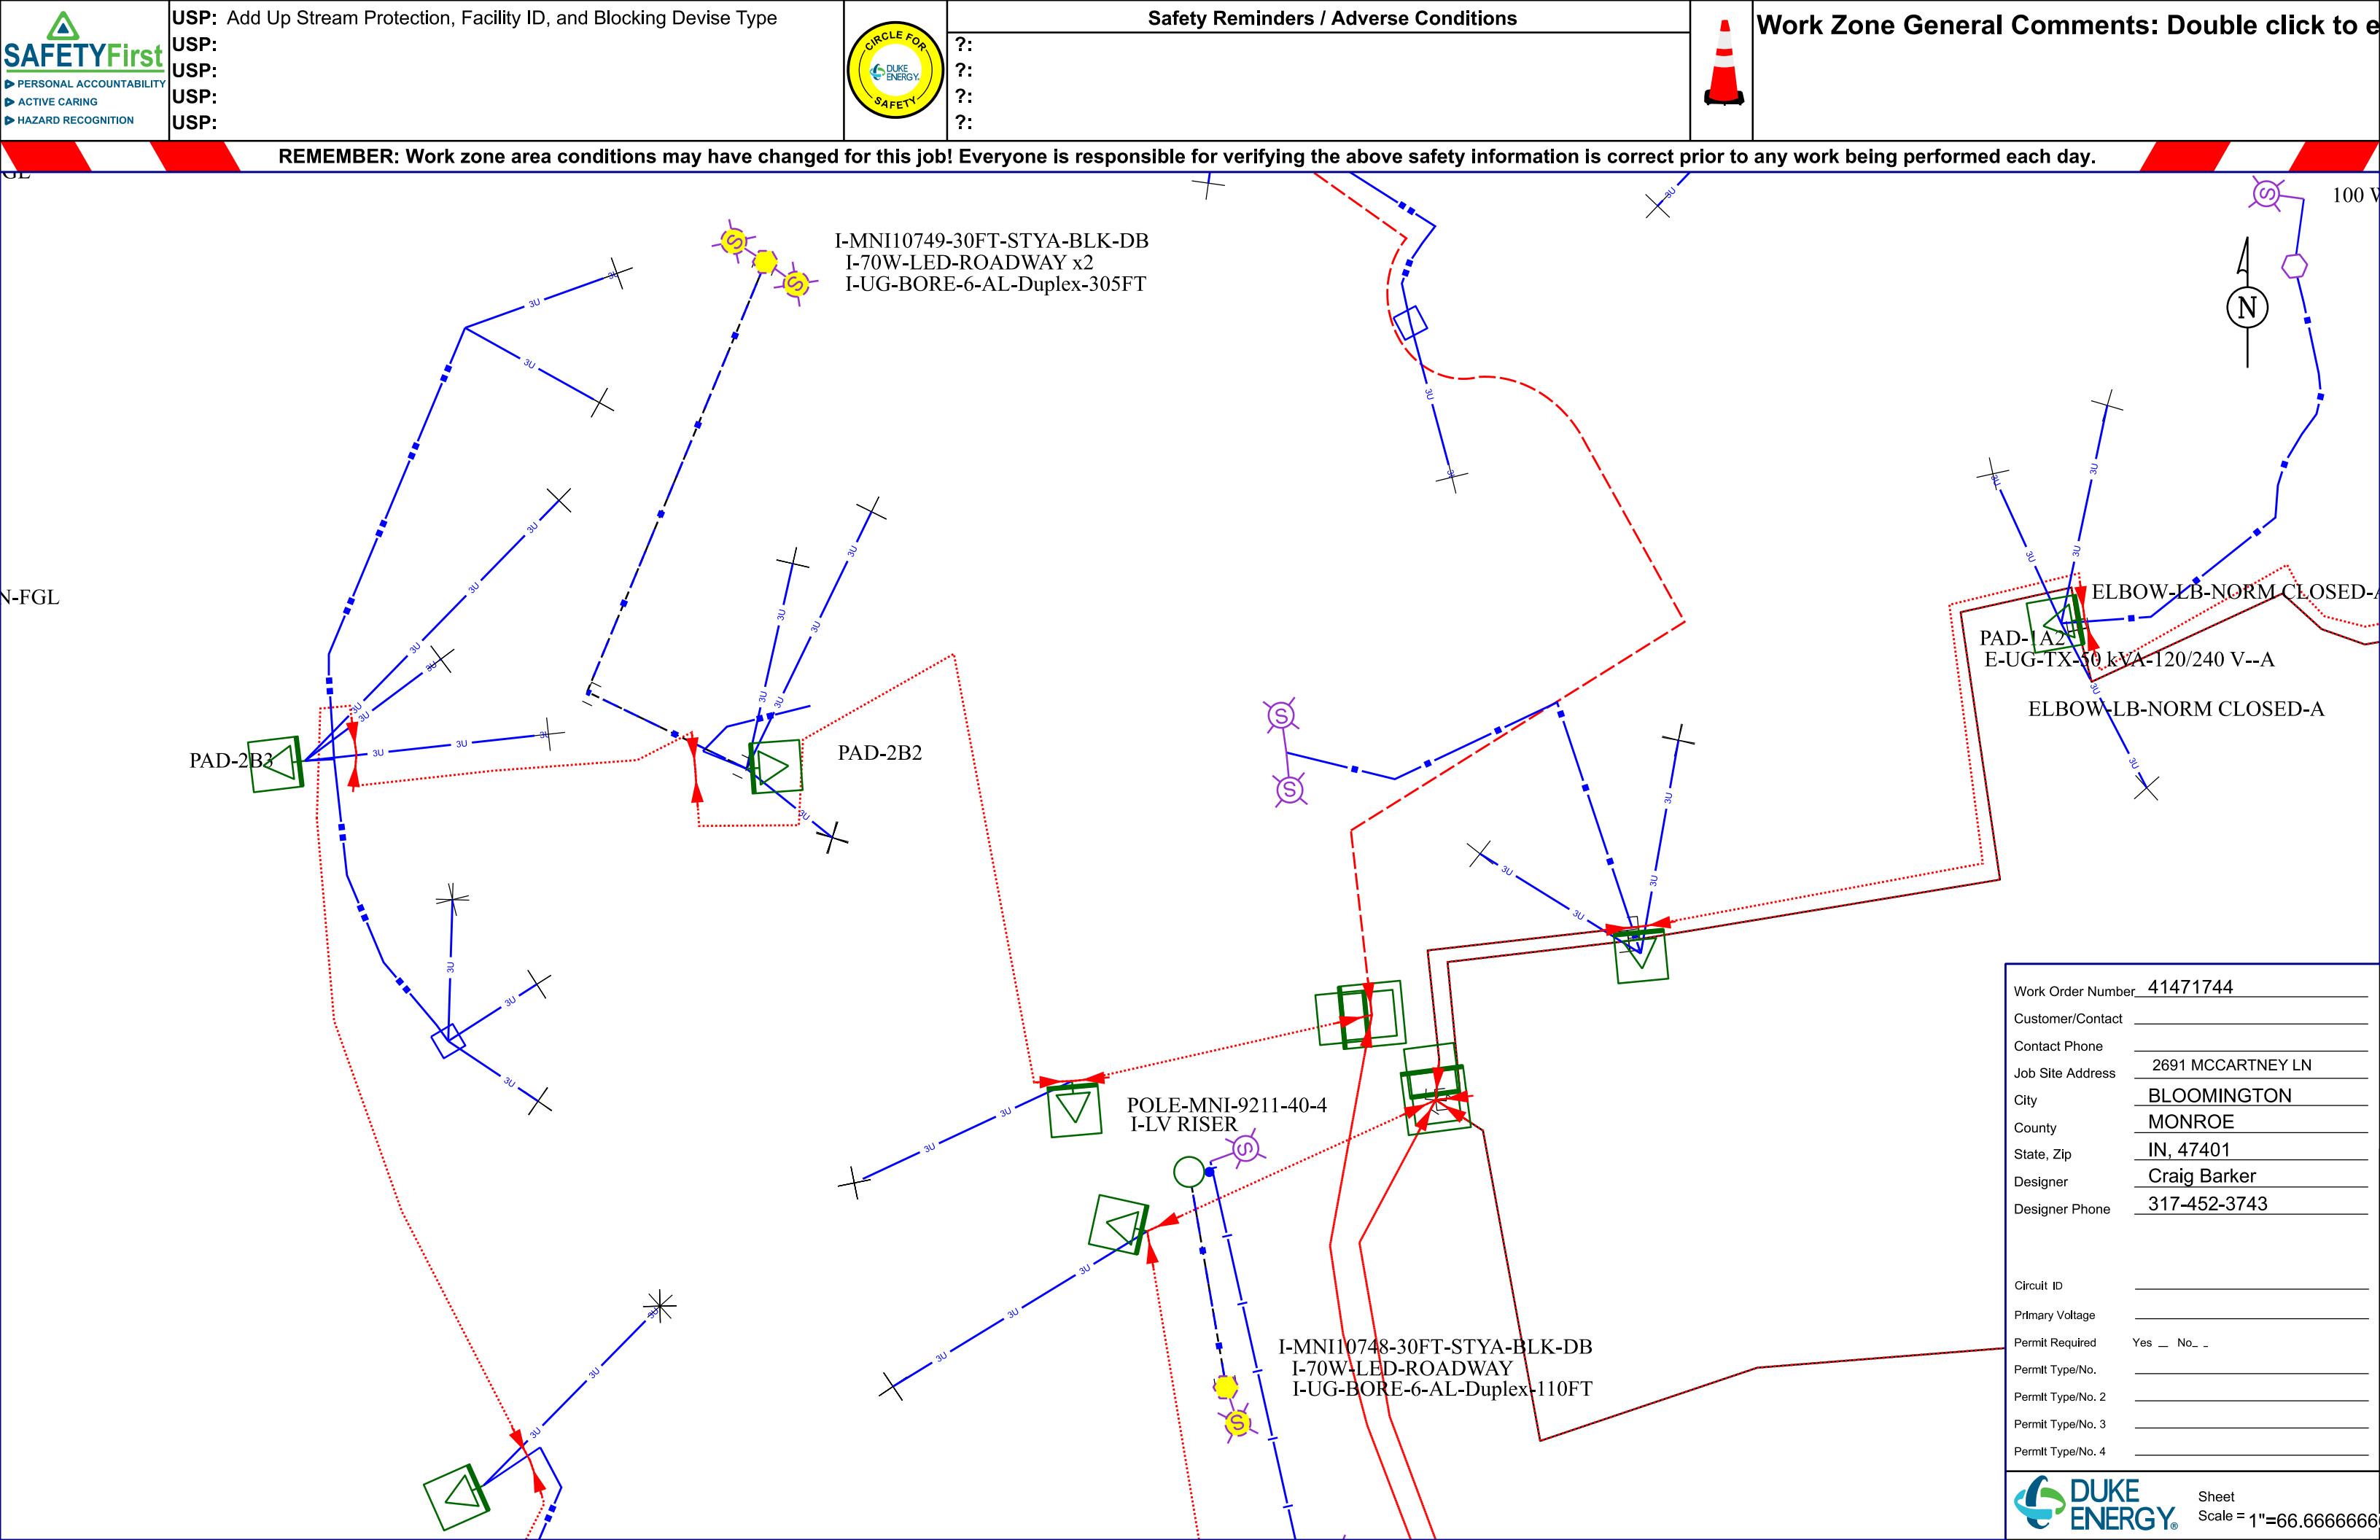 SAFETYFirst
PERSONAL ACCOUNTABILITY
ACTIVE CARING
HAZARD RECOGNITION
USP: Add Up Stream Protection, Facility ID, and Blocking Devise Type
USP:
USP:
USP:
USP:
CIRCLE FOR
DUKE
ENERGY.
SAFETY
Safety Reminders / Adverse Conditions
?:
?:
?:
?:
Work Zone General Comments: Double click to e
REMEMBER: Work zone area conditions may have changed for this job! Everyone is responsible for verifying the above safety information is correct prior to any work being performed each day.
GL
100 W
I-MNI10749-30FT-STYA-BLK-DB
I-70W-LED-ROADWAY x2
I-UG-BORE-6-AL-Duplex-305FT
N
N-FGL
ELBOW-LB-NORM CLOSED-A
PAD-1A2
E-UG-TX-50 kVA-120/240 V--A
ELBOW-LB-NORM CLOSED-A
PAD-2B3
PAD-2B2
POLE-MNI-9211-40-4
I-LV RISER
I-MNI10748-30FT-STYA-BLK-DB
I-70W-LED-ROADWAY
I-UG-BORE-6-AL-Duplex-110FT
Work Order Number 41471744
Customer/Contact
Contact Phone
Job Site Address 2691 MCCARTNEY LN
City BLOOMINGTON
County MONROE
State, Zip IN, 47401
Designer Craig Barker
Designer Phone 317-452-3743
Circuit ID
Primary Voltage
Permit Required Yes _ No_ _
Permit Type/No.
Permit Type/No. 2
Permit Type/No. 3
Permit Type/No. 4
DUKE
ENERGY®
Sheet
Scale = 1"=66.6666666